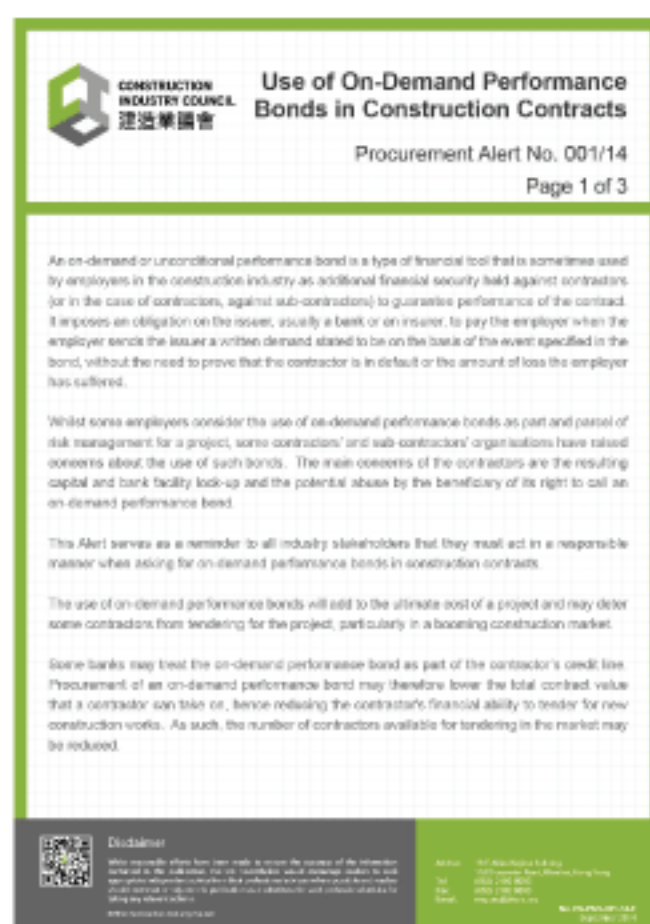 CONSTRUCTION
INDUSTRY COUNCIL
建造業議會
Use of On-Demand Performance
Bonds in Construction Contracts
Procurement Alert No. 001/14
Page 1 of 3
An on-demand or unconditional performance bond is a type of financial tool that is sometimes used
by employers in the construction industry as additional financial security held against contractors
(or in the case of contractors, against sub-contractors) to guarantee performance of the contract.
It imposes an obligation on the issuer, usually a bank or an insurer, to pay the employer when the
employer sends the issuer a written demand stated to be on the basis of the event specified in the
bond, without the need to prove that the contractor is in default or the amount of loss the employer
has suffered.
Whilst some employers consider the use of on-demand performance bonds as part and parcel of
risk management for a project, some contractors' and sub-contractors' organisations have raised
concerns about the use of such bonds. The main concerns of the contractors are the resulting
capital and bank facility lock-up and the potential abuse by the beneficiary of its right to call an
on-demand performance bond.
This Alert serves as a reminder to all industry stakeholders that they must act in a responsible
manner when asking for on-demand performance bonds in construction contracts.
The use of on-demand performance bonds will add to the ultimate cost of a project and may deter
some contractors from tendering for the project, particularly in a booming construction market.
Some banks may treat the on-demand performance bond as part of the contractor's credit line.
Procurement of an on-demand performance bond may therefore lower the total contract value
that a contractor can take on, hence reducing the contractor's financial ability to tender for new
construction works. As such, the number of contractors available for tendering in the market may
be reduced.
Disclaimer